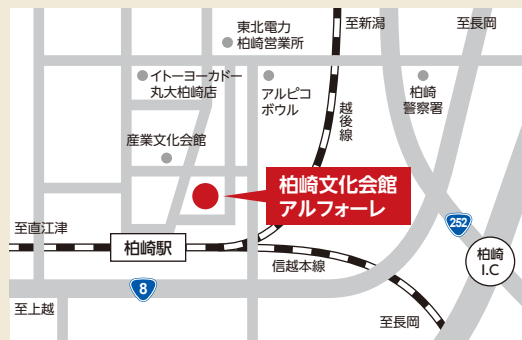 東北電力
柏崎営業所
至新潟
至長岡
イトーヨーカドー
丸大柏崎店
アルピコ
ボウル
柏崎
警察署
越後線
産業文化会館
柏崎文化会館
アルフォーレ
至直江津
柏崎駅
252
柏崎
I.C
信越本線
8
至上越
至長岡